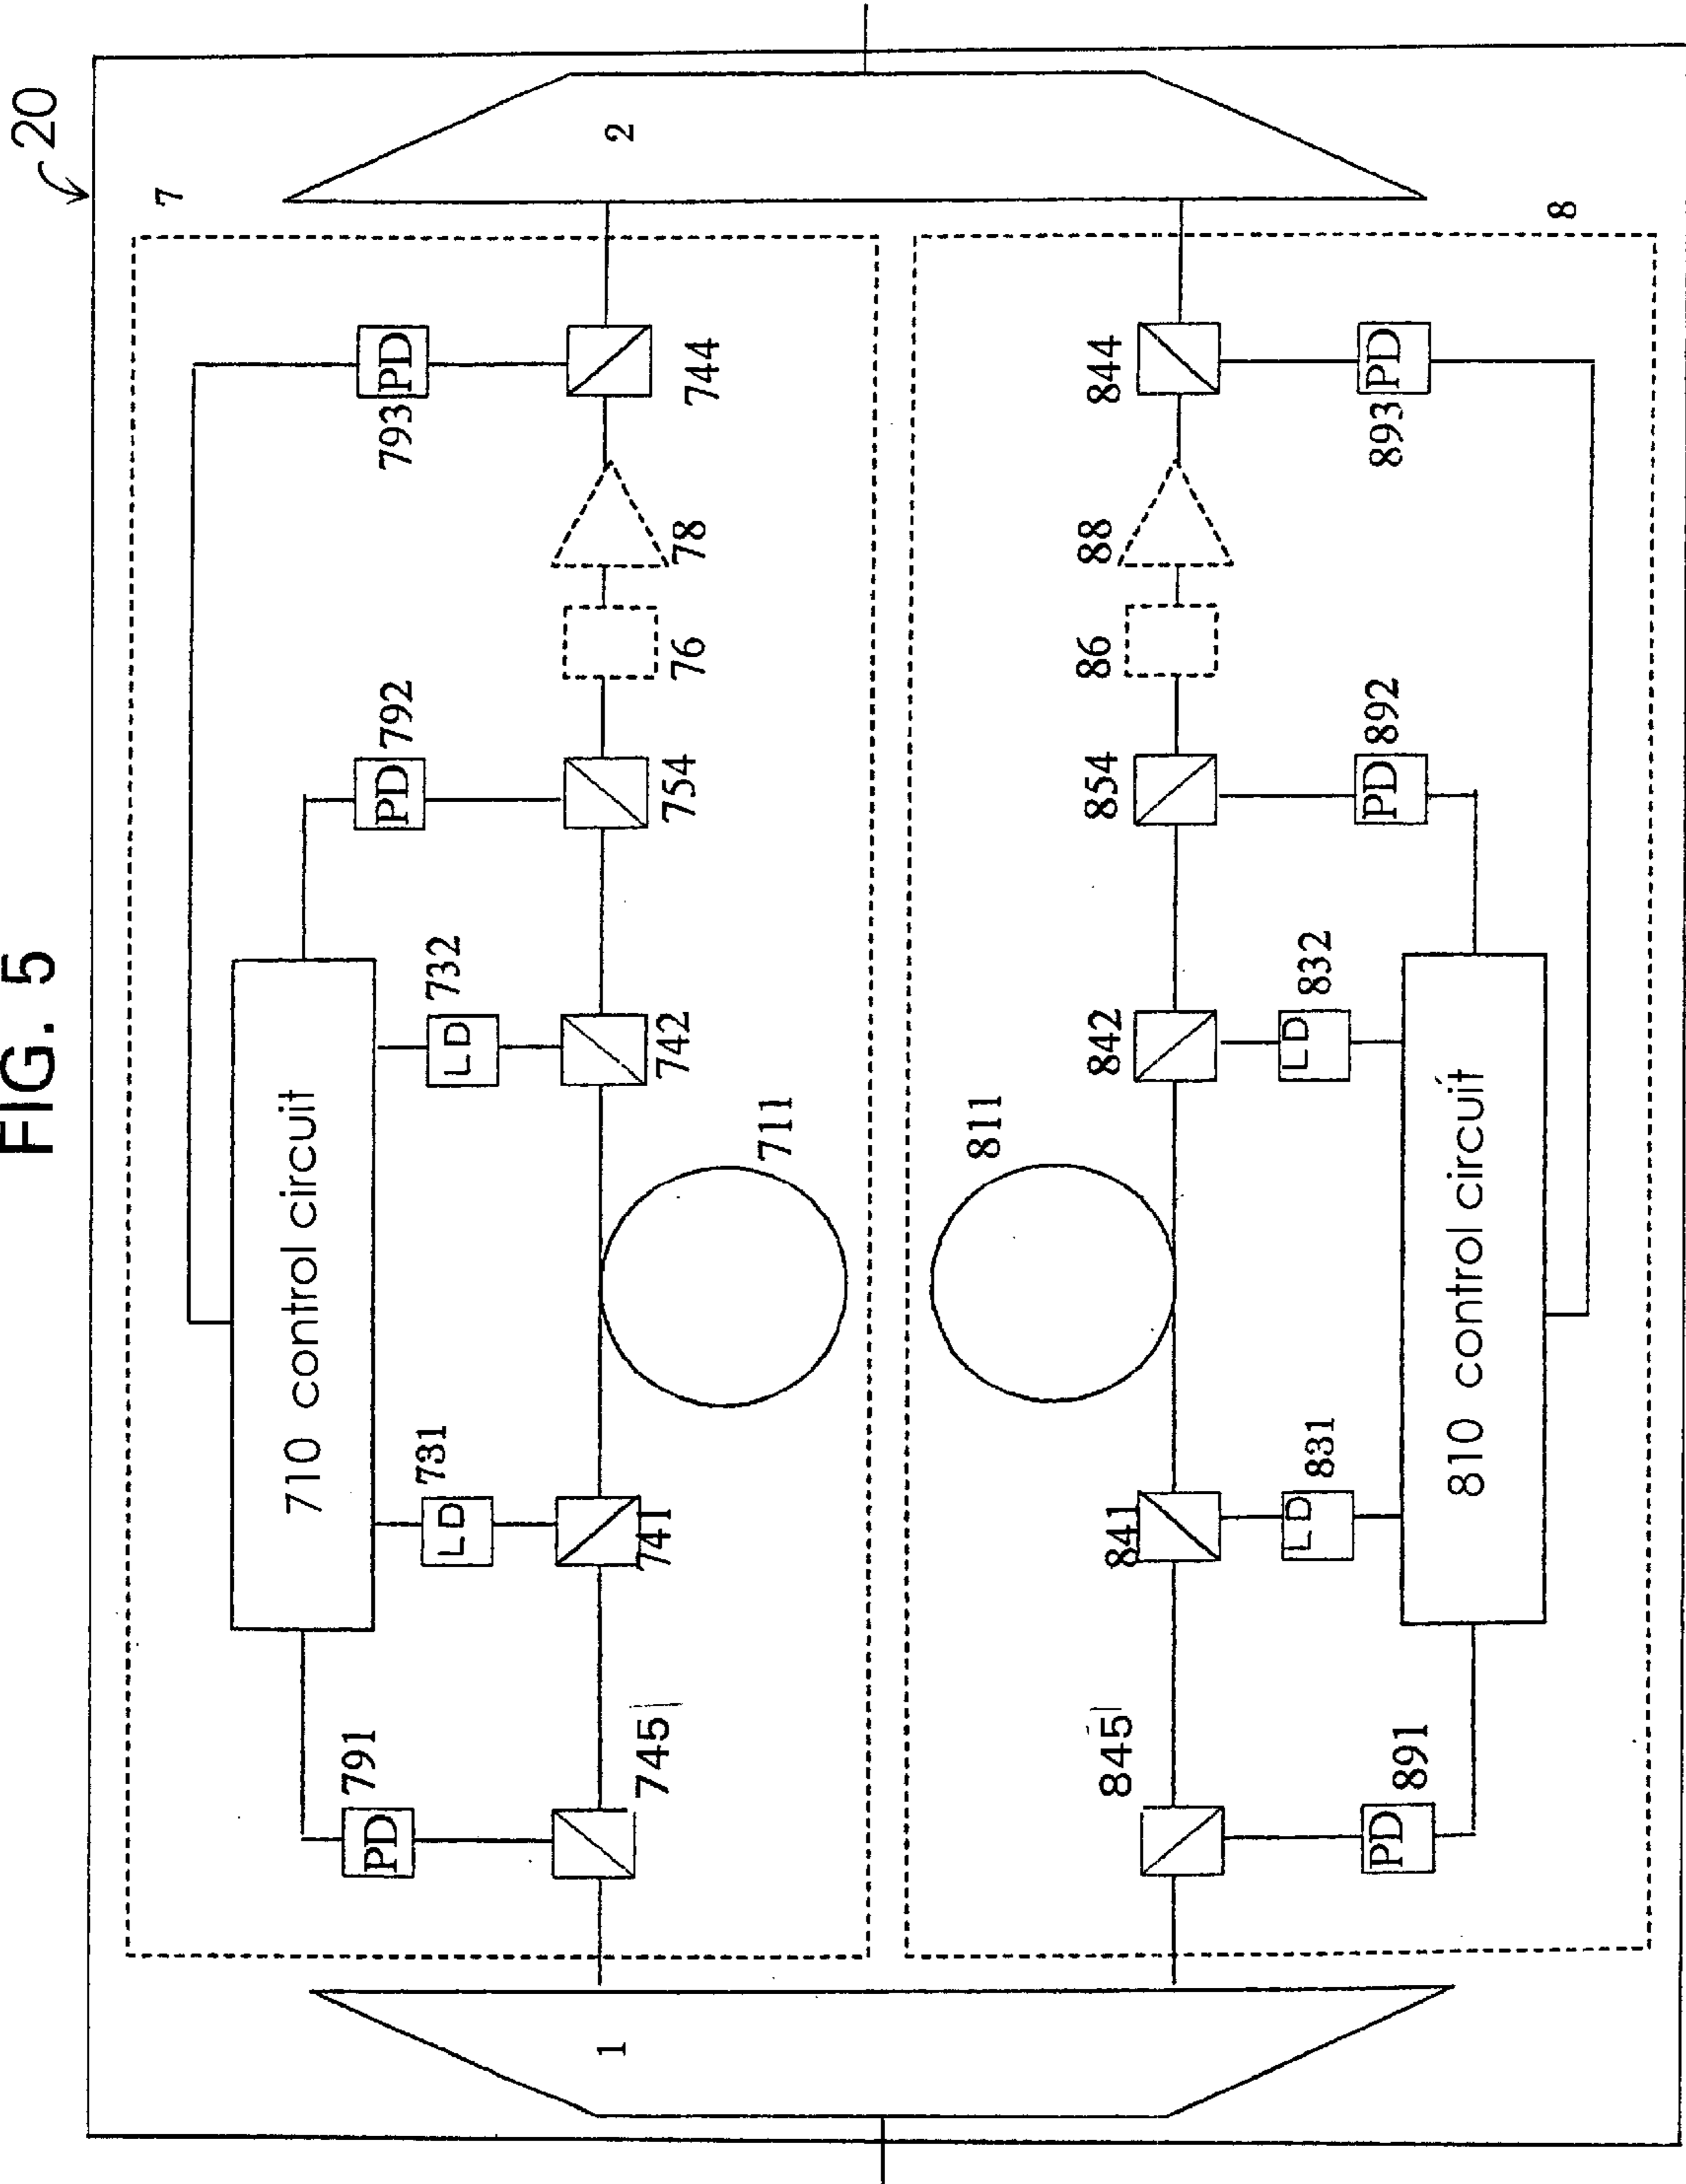 FIG. 5
20
7
791 PD
710 control circuit
731
LD
732
LD
PD 792
793 PD
745
741
711
742
754
76
78
744
1
2
845
841
811
842
854
86
88
844
PD 891
831
LD
832
LD
810 control circuit
PD 892
893 PD
8